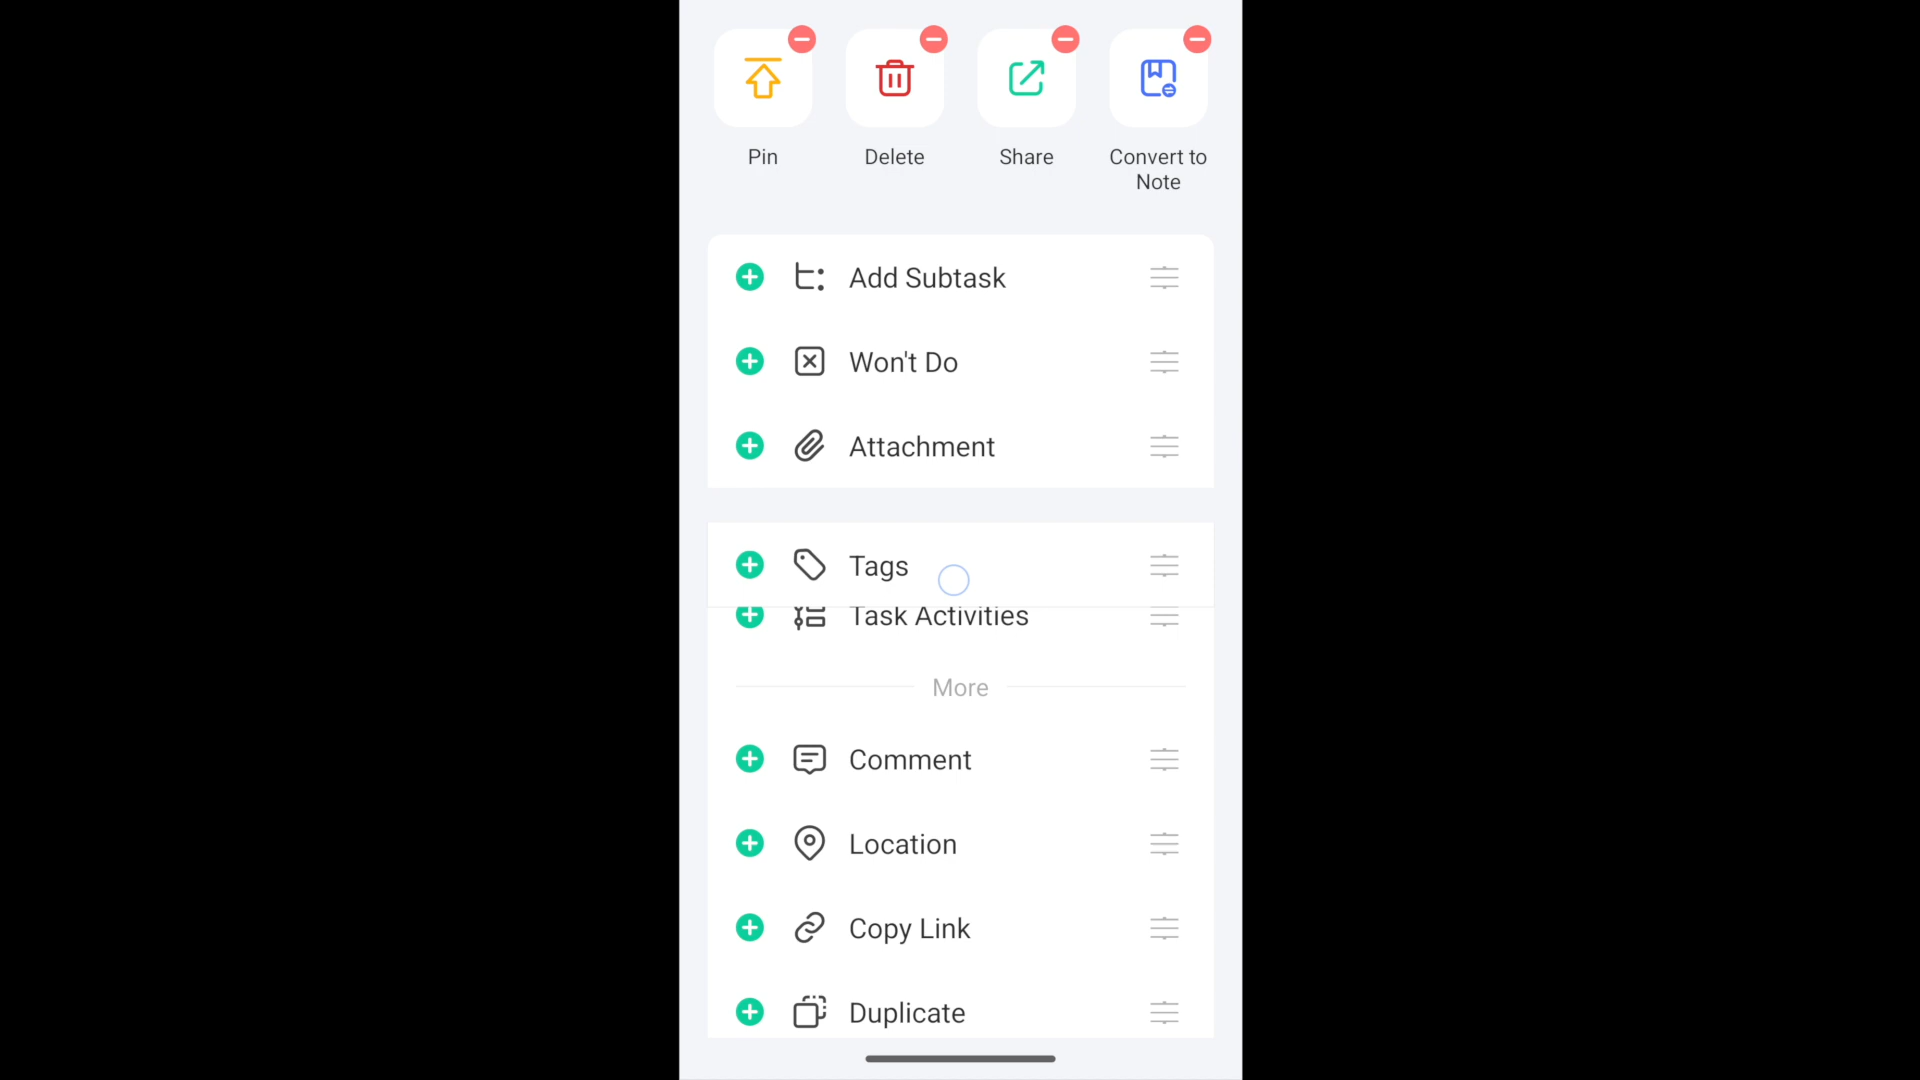 Pin
Delete
Share
Convert to
Note
Add Subtask
Won't Do
Attachment
Tags
Task Activities
More
Comment
Location
Copy Link
Duplicate